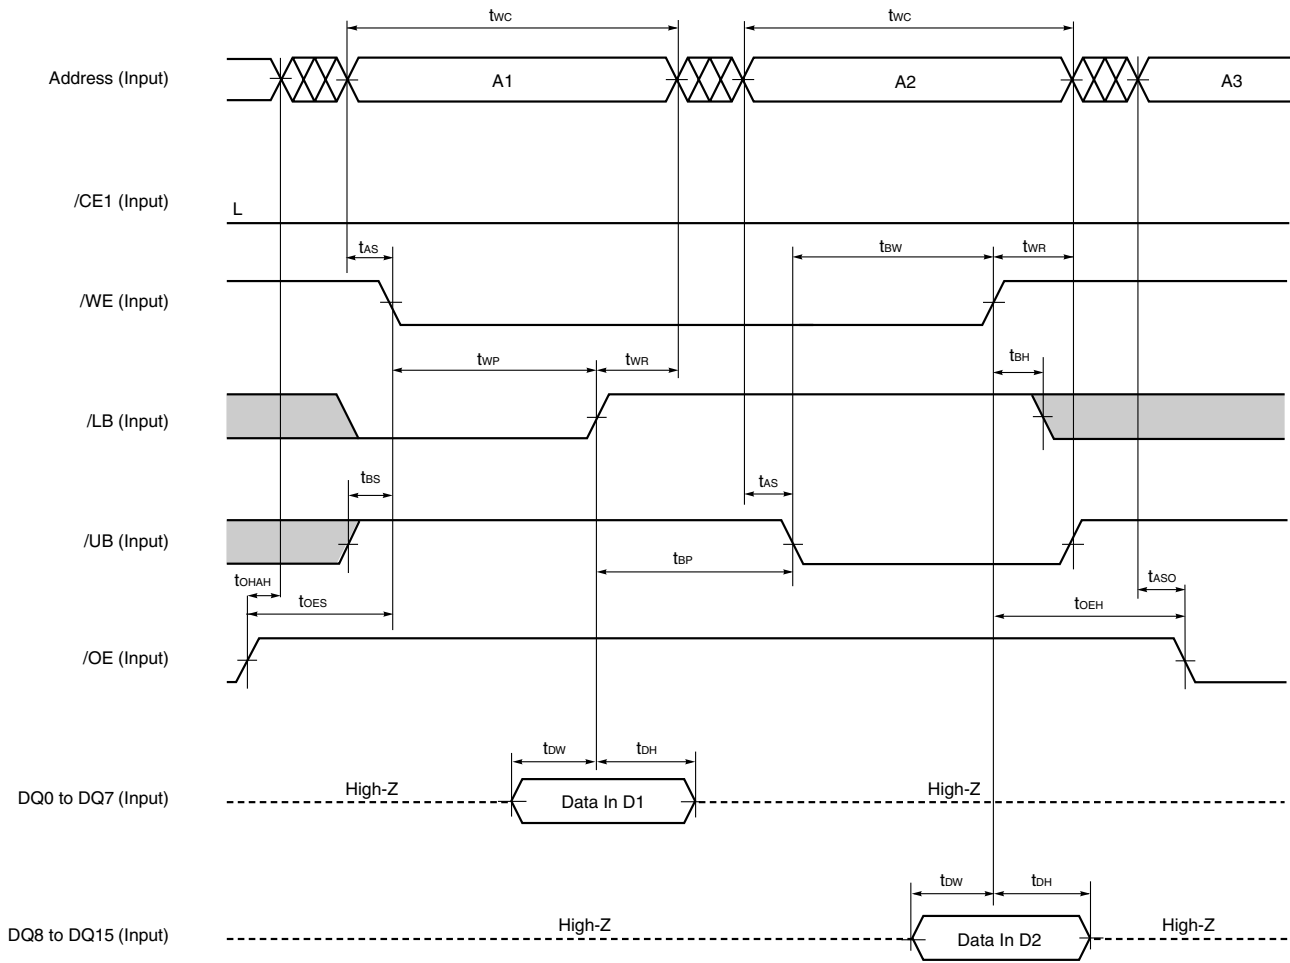 tWC tWC
Address (Input) A1 A2 A3
/CE1 (Input) L
tAS tBW tWR
/WE (Input)
tWP tWR tBH
/LB (Input)
tBS tAS
/UB (Input)
tBP
tOHAH tASO
tOES tOEH
/OE (Input)
tDW tDH
DQ0 to DQ7 (Input) High-Z Data In D1 High-Z
tDW tDH
DQ8 to DQ15 (Input) High-Z Data In D2 High-Z